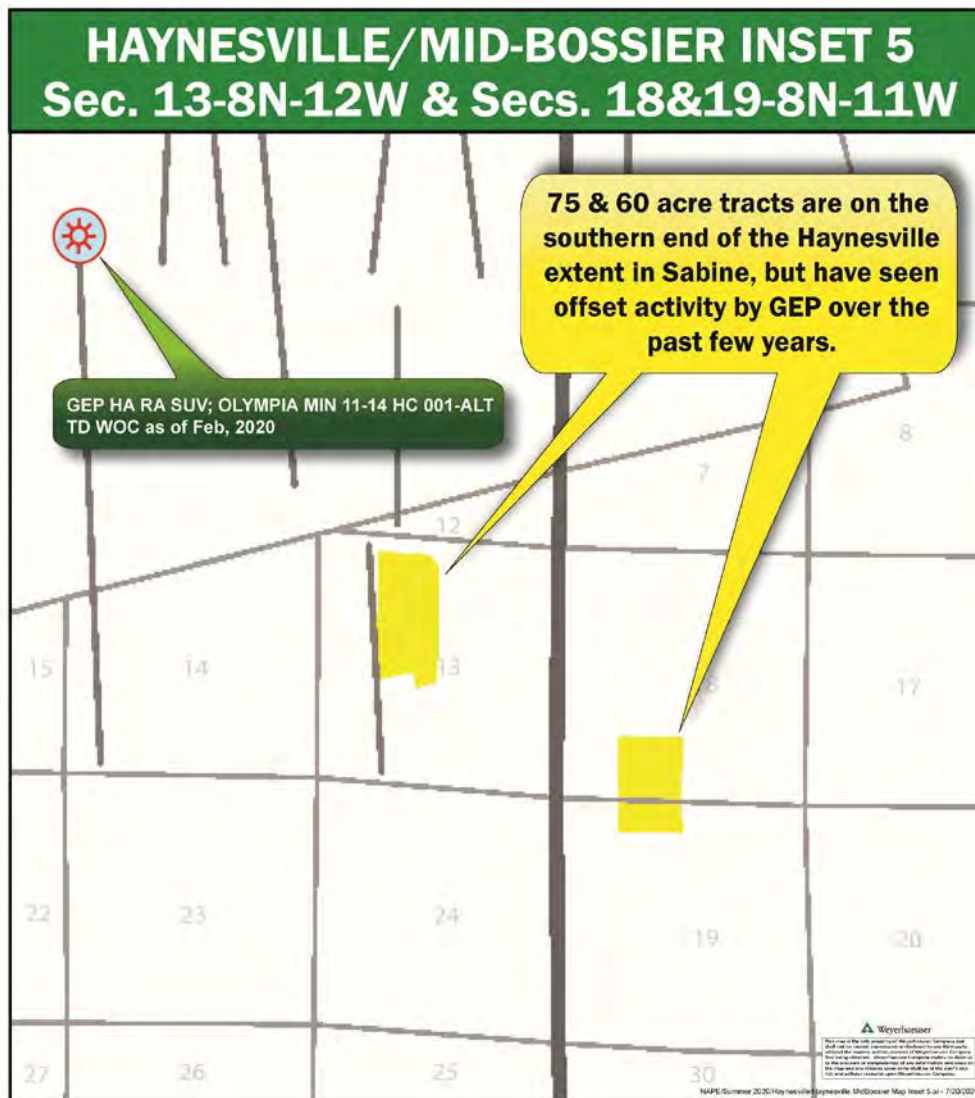 HAYNESVILLE/MID-BOSSIER INSET 5
Sec. 13-8N-12W & Secs. 18&19-8N-11W
75 & 60 acre tracts are on the
southern end of the Haynesville
extent in Sabine, but have seen
offset activity by GEP over the
past few years.
GEP HA RA SUV; OLYMPIA MIN 11-14 HC 001-ALT
TD WOC as of Feb, 2020
8
7
12
15
14
13
17
22
23
24
19
20
27
26
25
30
Weyerhaeuser